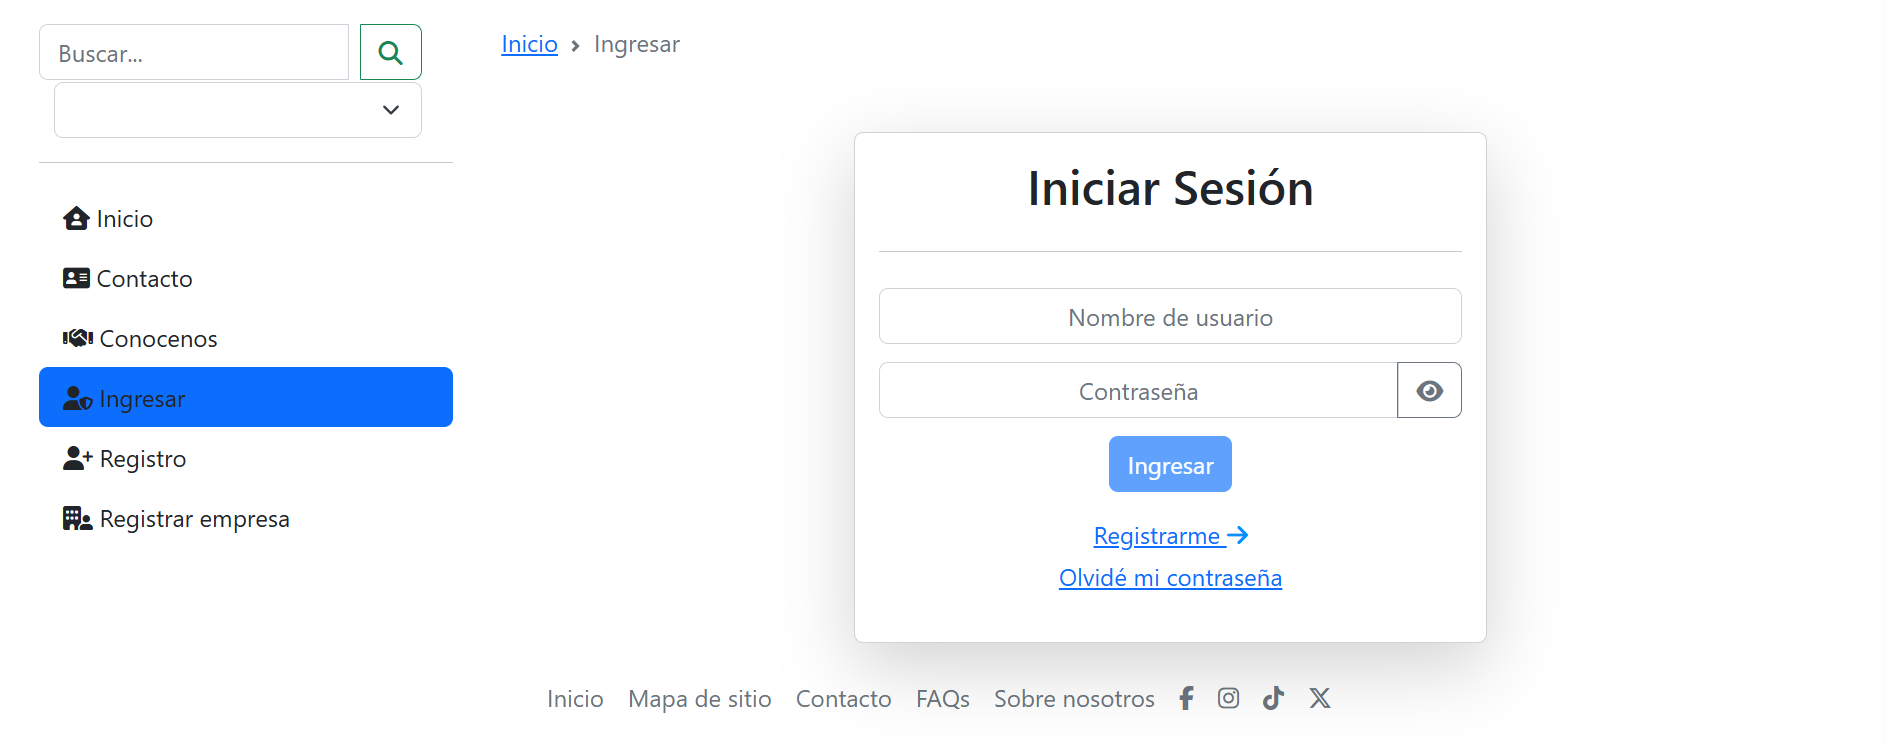 Buscar...
Inicio
Contacto
Conocenos
Ingresar
Registro
Registrar empresa
Inicio > Ingresar
Iniciar Sesión
Nombre de usuario
Contraseña
Ingresar
Registrarme
Olvidé mi contraseña
Inicio Mapa de sitio Contacto FAQs Sobre nosotros